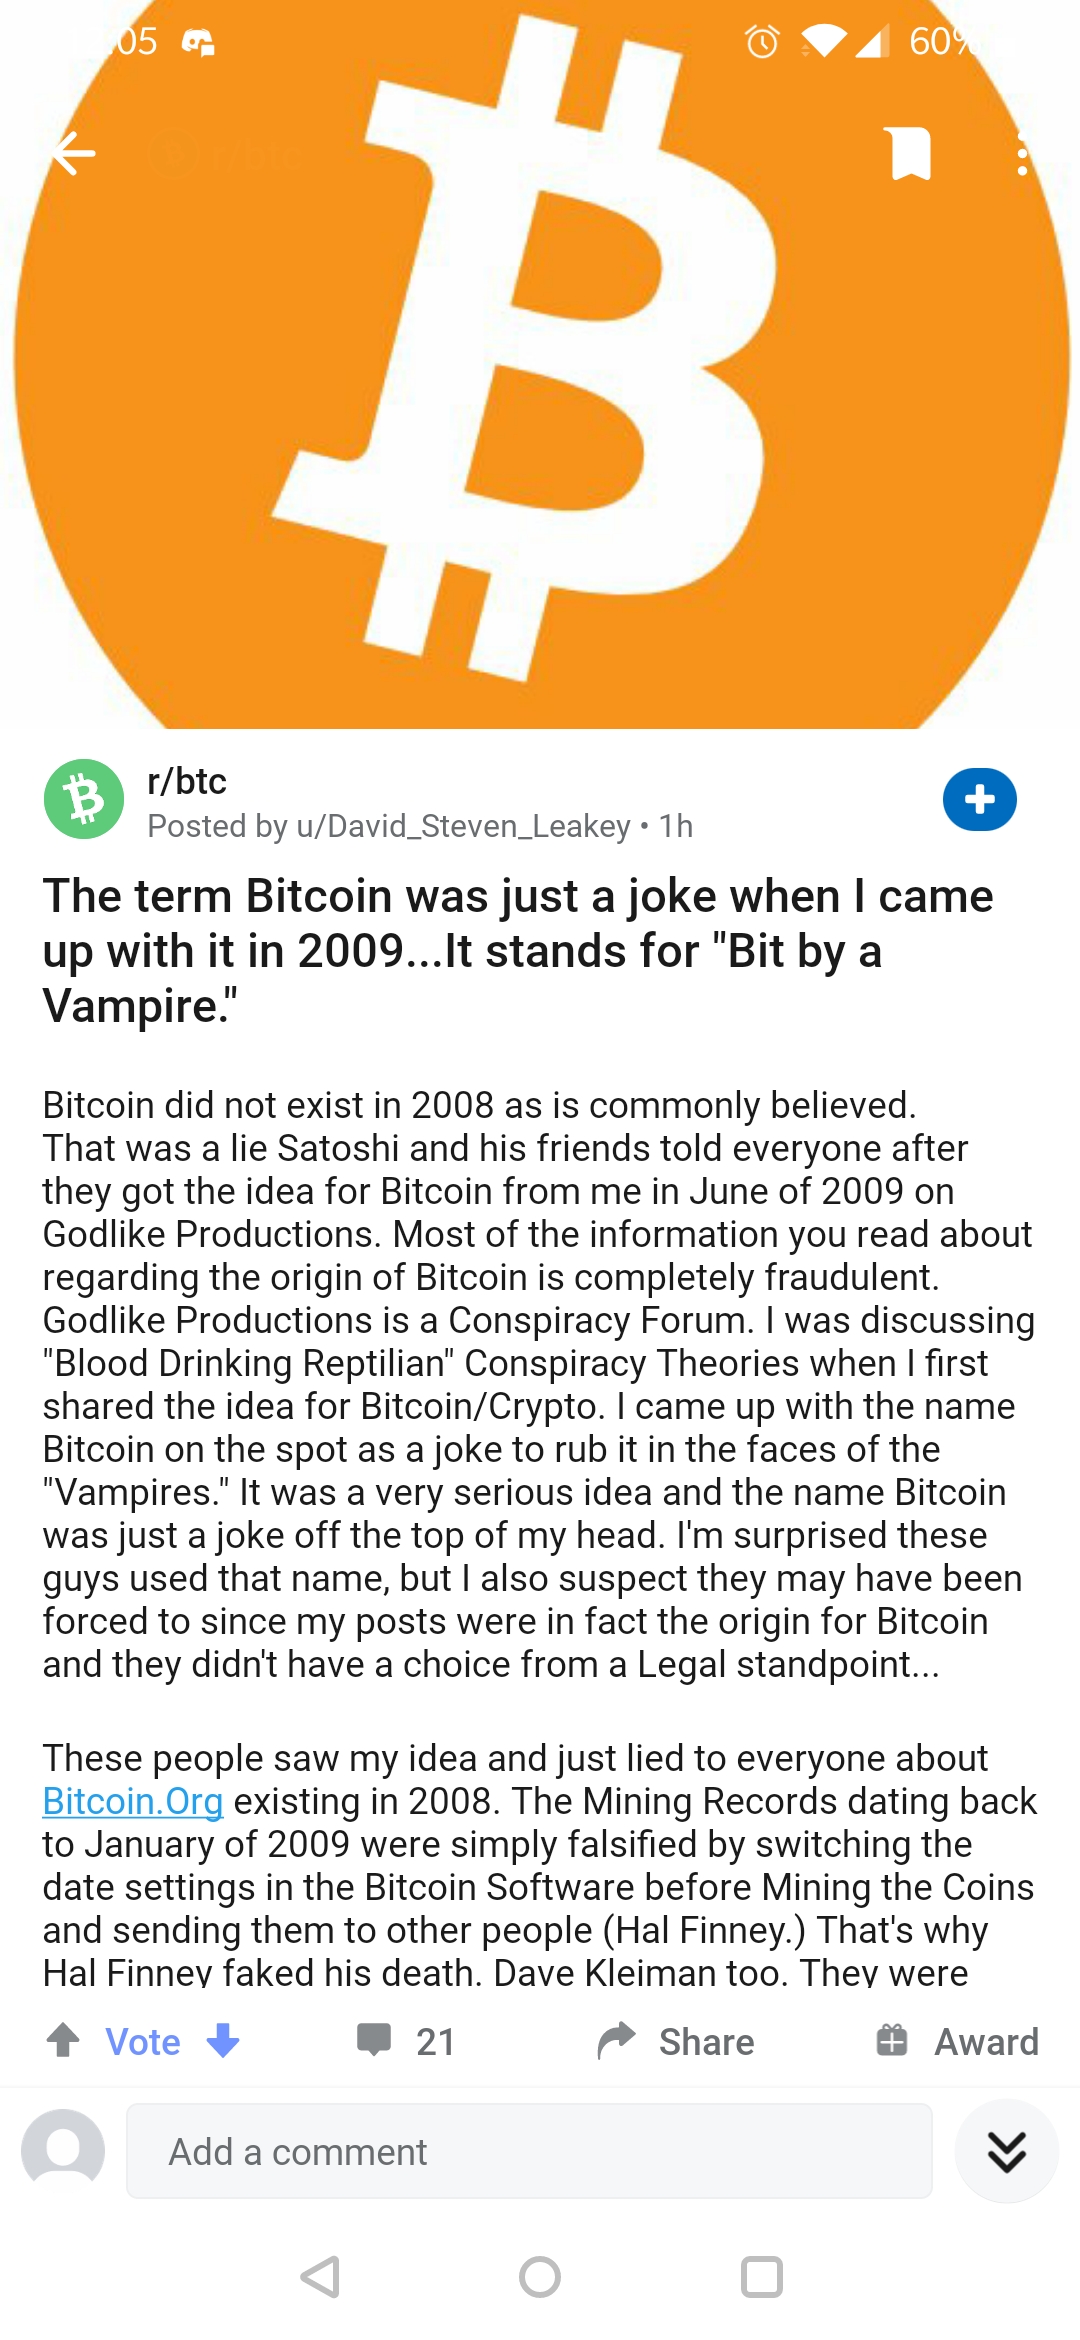 05
60%
r/btc
r/btc
Posted by u/David_Steven_Leakey • 1h
The term Bitcoin was just a joke when I came
up with it in 2009...It stands for "Bit by a
Vampire."
Bitcoin did not exist in 2008 as is commonly believed.
That was a lie Satoshi and his friends told everyone after
they got the idea for Bitcoin from me in June of 2009 on
Godlike Productions. Most of the information you read about
regarding the origin of Bitcoin is completely fraudulent.
Godlike Productions is a Conspiracy Forum. I was discussing
"Blood Drinking Reptilian" Conspiracy Theories when I first
shared the idea for Bitcoin/Crypto. I came up with the name
Bitcoin on the spot as a joke to rub it in the faces of the
"Vampires." It was a very serious idea and the name Bitcoin
was just a joke off the top of my head. I'm surprised these
guys used that name, but I also suspect they may have been
forced to since my posts were in fact the origin for Bitcoin
and they didn't have a choice from a Legal standpoint...
These people saw my idea and just lied to everyone about
Bitcoin.Org existing in 2008. The Mining Records dating back
to January of 2009 were simply falsified by switching the
date settings in the Bitcoin Software before Mining the Coins
and sending them to other people (Hal Finney.) That's why
Hal Finney faked his death. Dave Kleiman too. They were
Vote
21
Share
Award
Add a comment